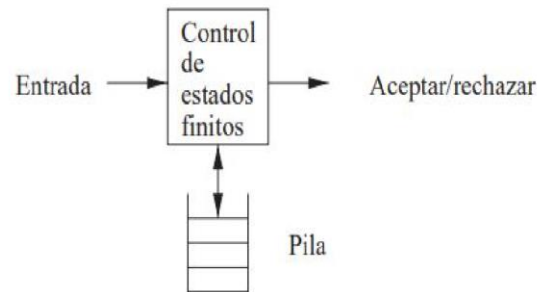 Control
de
estados
finitos
Entrada
Aceptar/rechazar
Pila